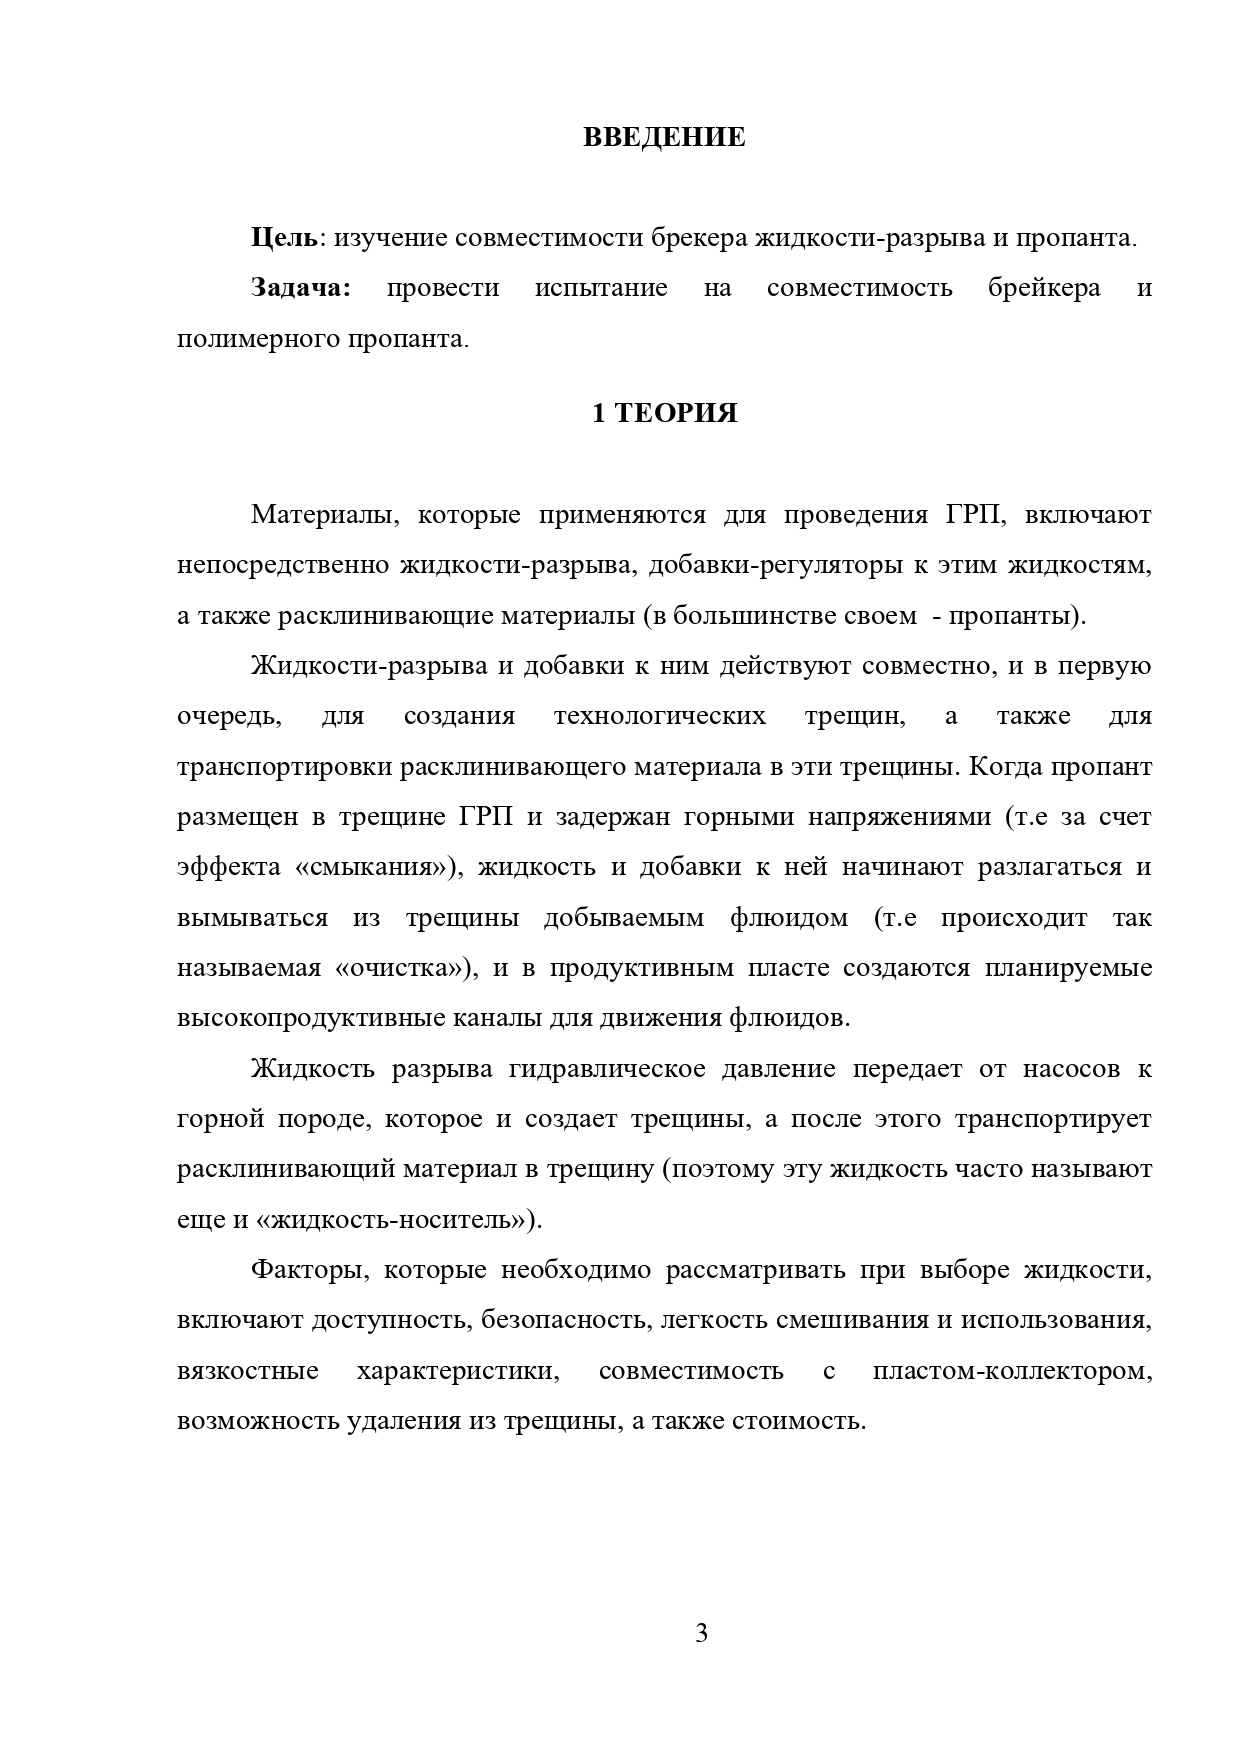 ВВЕДЕНИЕ
Цель: изучение совместимости брекера жидкости-разрыва и пропанта.
Задача: провести испытание на совместимость брейкера и
полимерного пропанта.
1 ТЕОРИЯ
Материалы, которые применяются для проведения ГРП, включают
непосредственно жидкости-разрыва, добавки-регуляторы к этим жидкостям,
а также расклинивающие материалы (в большинстве своем  - пропанты).
Жидкости-разрыва и добавки к ним действуют совместно, и в первую
очередь, для создания технологических трещин, а также для
транспортировки расклинивающего материала в эти трещины. Когда пропант
размещен в трещине ГРП и задержан горными напряжениями (т.е за счет
эффекта «смыкания»), жидкость и добавки к ней начинают разлагаться и
вымываться из трещины добываемым флюидом (т.е происходит так
называемая «очистка»), и в продуктивным пласте создаются планируемые
высокопродуктивные каналы для движения флюидов.
Жидкость разрыва гидравлическое давление передает от насосов к
горной породе, которое и создает трещины, а после этого транспортирует
расклинивающий материал в трещину (поэтому эту жидкость часто называют
еще и «жидкость-носитель»).
Факторы, которые необходимо рассматривать при выборе жидкости,
включают доступность, безопасность, легкость смешивания и использования,
вязкостные характеристики, совместимость с пластом-коллектором,
возможность удаления из трещины, а также стоимость.
3